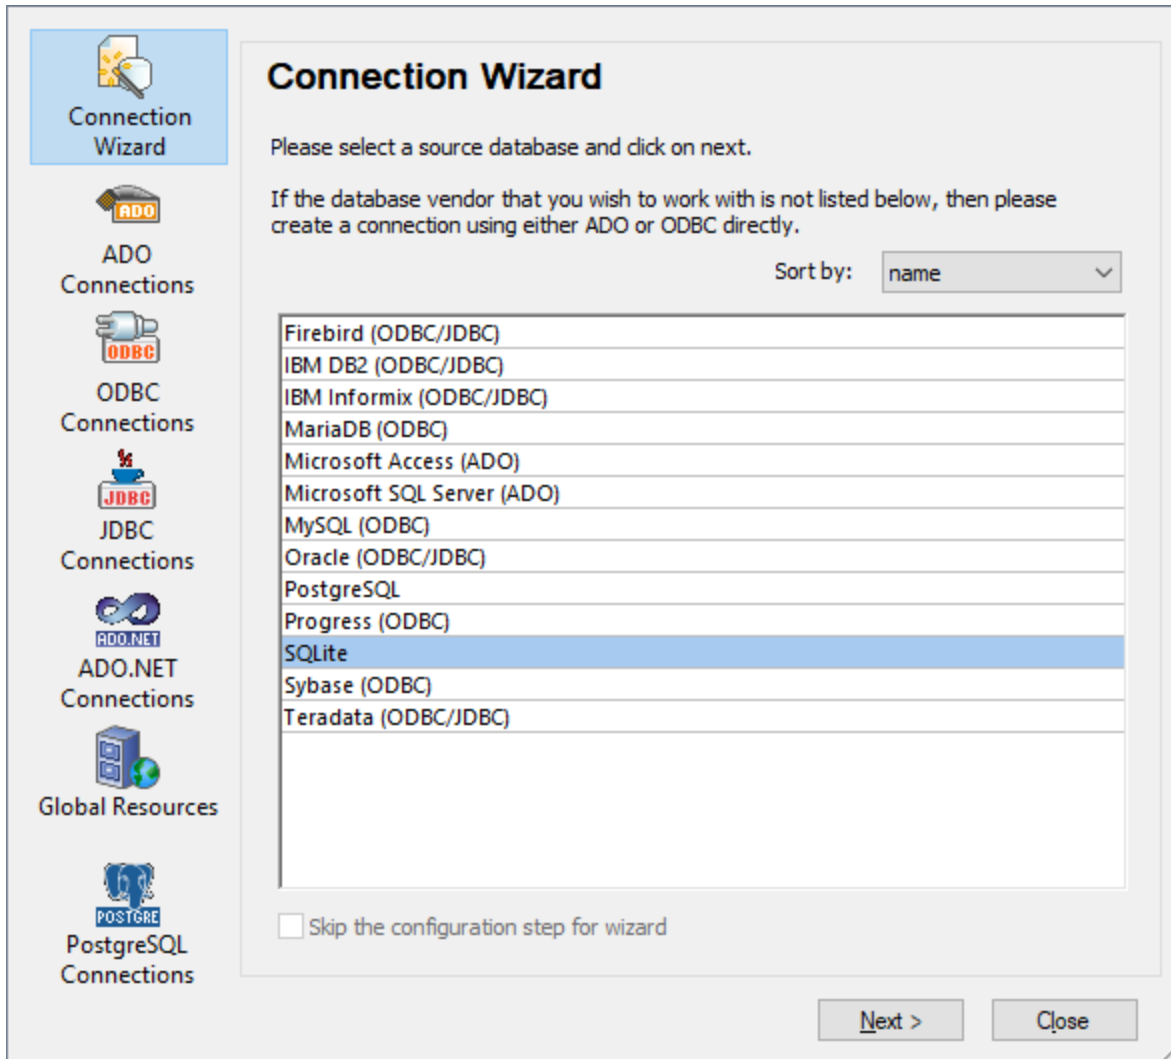 Connection
Wizard
ADO
ADO
Connections
ODBC
ODBC
Connections
JDBC
JDBC
Connections
ADO.NET
ADO.NET
Connections
Global Resources
POSTGRE
PostgreSQL
Connections
Connection Wizard
Please select a source database and click on next.
If the database vendor that you wish to work with is not listed below, then please
create a connection using either ADO or ODBC directly.
Sort by: name
Firebird (ODBC/JDBC)
IBM DB2 (ODBC/JDBC)
IBM Informix (ODBC/JDBC)
MariaDB (ODBC)
Microsoft Access (ADO)
Microsoft SQL Server (ADO)
MySQL (ODBC)
Oracle (ODBC/JDBC)
PostgreSQL
Progress (ODBC)
SQLite
Sybase (ODBC)
Teradata (ODBC/JDBC)
Skip the configuration step for wizard
Next > Close